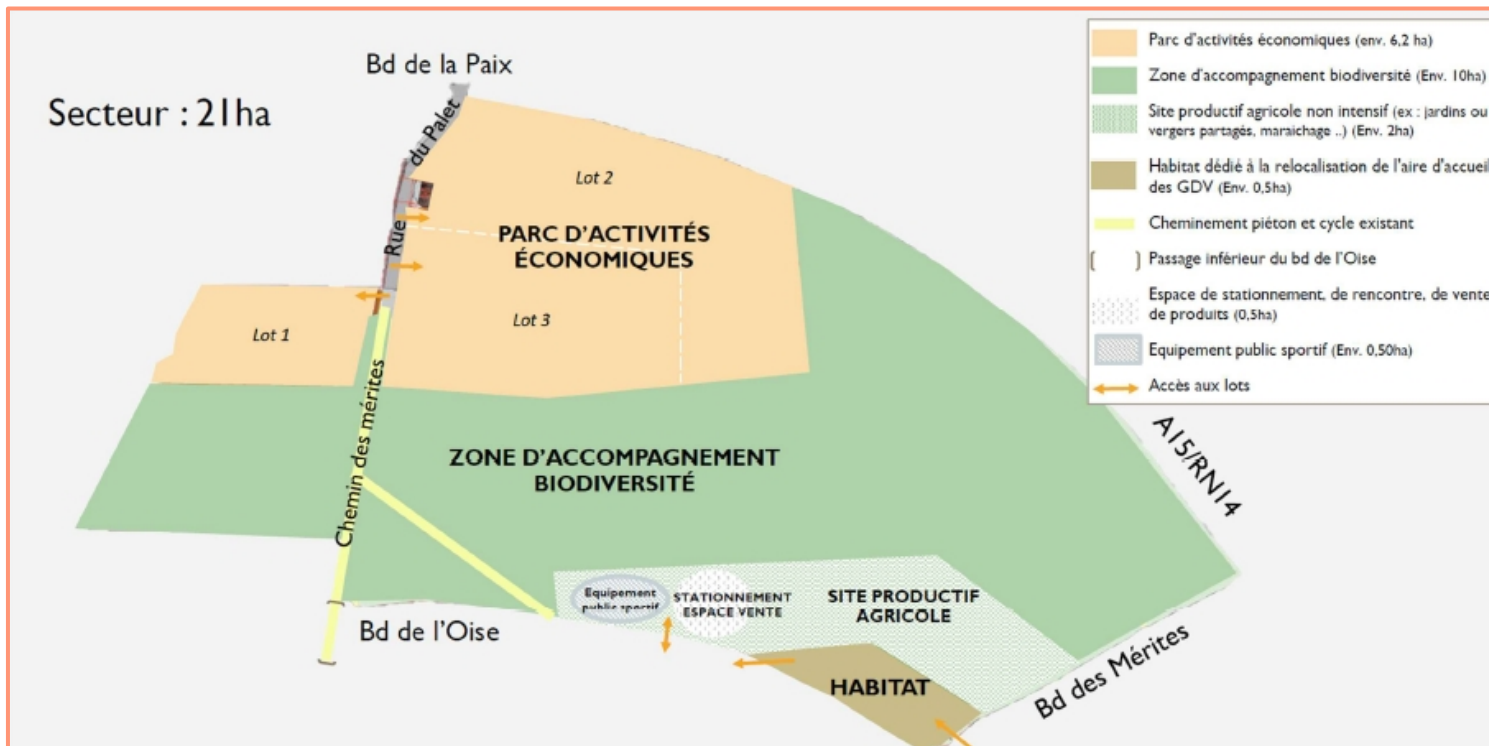 Bd de la Paix
Secteur : 21ha
Rue du Palet
Lot 2
PARC D'ACTIVITÉS
ÉCONOMIQUES
Lot 1
Lot 3
Chemin des mérites
ZONE D'ACCOMPAGNEMENT
BIODIVERSITÉ
A15/RN14
Equipement
public sportif
STATIONNEMENT
ESPACE VENTE
SITE PRODUCTIF
AGRICOLE
Bd de l'Oise
HABITAT
Bd des Mérites
Parc d'activités économiques (env. 6,2 ha)
Zone d'accompagnement biodiversité (Env. 10ha)
Site productif agricole non intensif (ex : jardins ou
vergers partagés, maraichage ..) (Env. 2ha)
Habitat dédié à la relocalisation de l'aire d'accueil
des GDV (Env. 0,5ha)
Cheminement piéton et cycle existant
Passage inférieur du bd de l'Oise
Espace de stationnement, de rencontre, de vente
de produits (0,5ha)
Equipement public sportif (Env. 0,50ha)
Accès aux lots